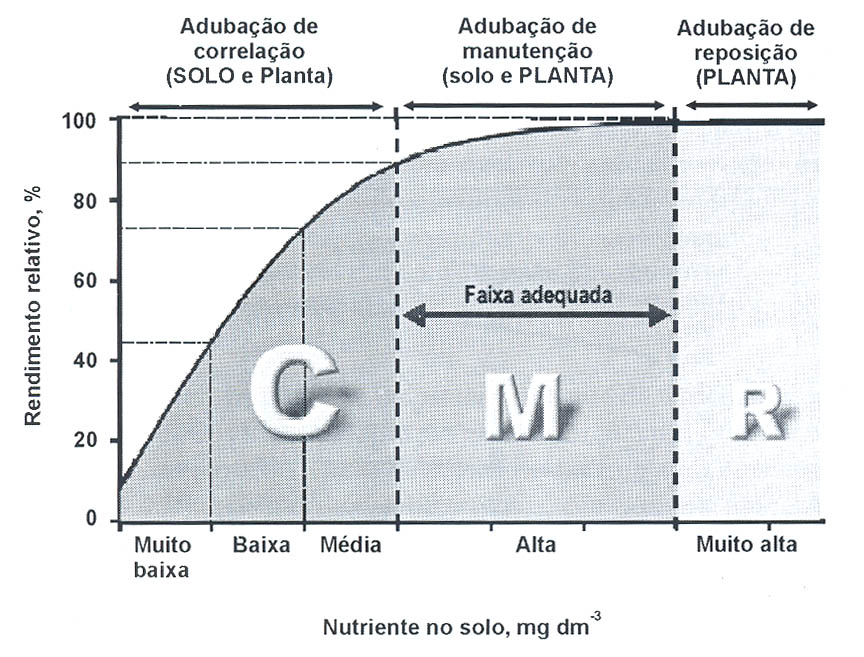 Adubação de
correlação
(SOLO e Planta)
Adubação de
manutenção
(solo e PLANTA)
Adubação de
reposição
(PLANTA)
Rendimento relativo, %
100
80
60
40
20
0
Faixa adequada
C
M
R
Muito
baixa
Baixa
Média
Alta
Muito alta
Nutriente no solo, mg dm-3